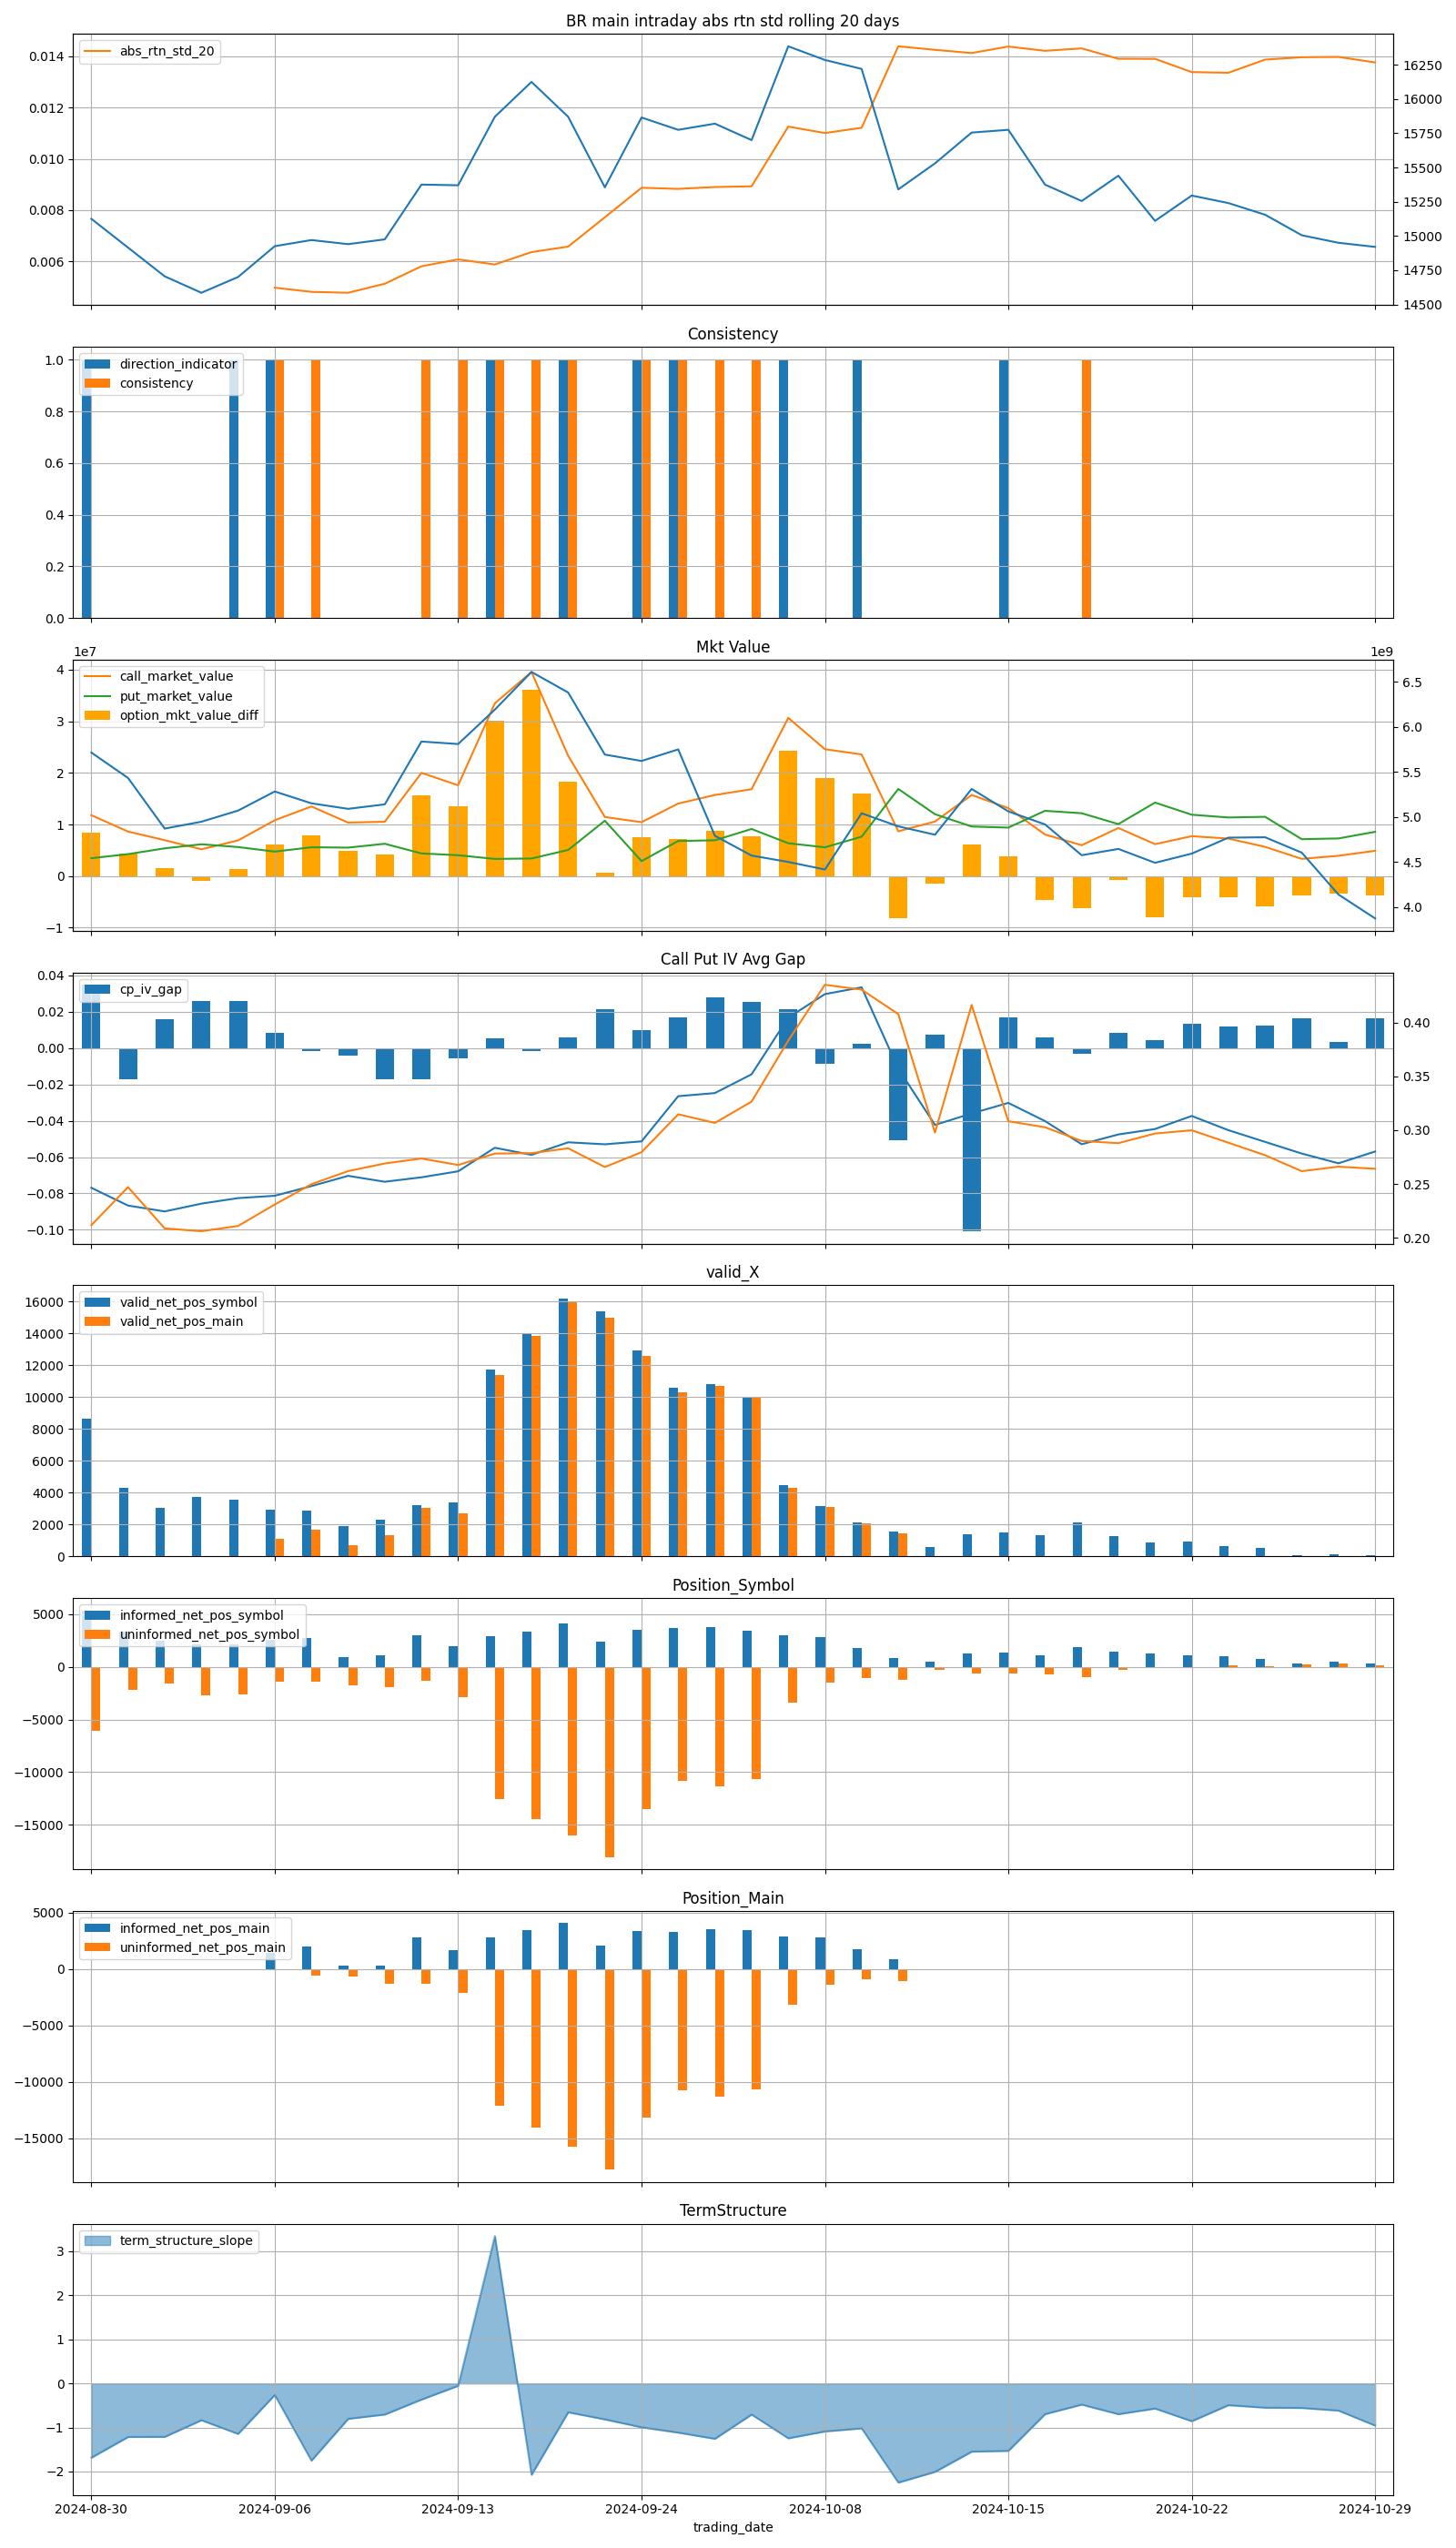 BR main intraday abs rtn std rolling 20 days
abs_rtn_std_20
0.014
0.012
0.010
0.008
0.006
16250
16000
15750
15500
15250
15000
14750
14500
Consistency
direction_indicator
consistency
1.0
0.8
0.6
0.4
0.2
0.0
Mkt Value
1e7
1e9
call_market_value
put_market_value
option_mkt_value_diff
4
3
2
1
0
−1
6.5
6.0
5.5
5.0
4.5
4.0
Call Put IV Avg Gap
cp_iv_gap
0.04
0.02
0.00
−0.02
−0.04
−0.06
−0.08
−0.10
0.40
0.35
0.30
0.25
0.20
valid_X
valid_net_pos_symbol
valid_net_pos_main
16000
14000
12000
10000
8000
6000
4000
2000
0
Position_Symbol
informed_net_pos_symbol
uninformed_net_pos_symbol
5000
0
−5000
−10000
−15000
Position_Main
informed_net_pos_main
uninformed_net_pos_main
5000
0
−5000
−10000
−15000
TermStructure
term_structure_slope
3
2
1
0
−1
−2
2024-08-30 2024-09-06 2024-09-13 2024-09-24 2024-10-08 2024-10-15 2024-10-22 2024-10-29
trading_date